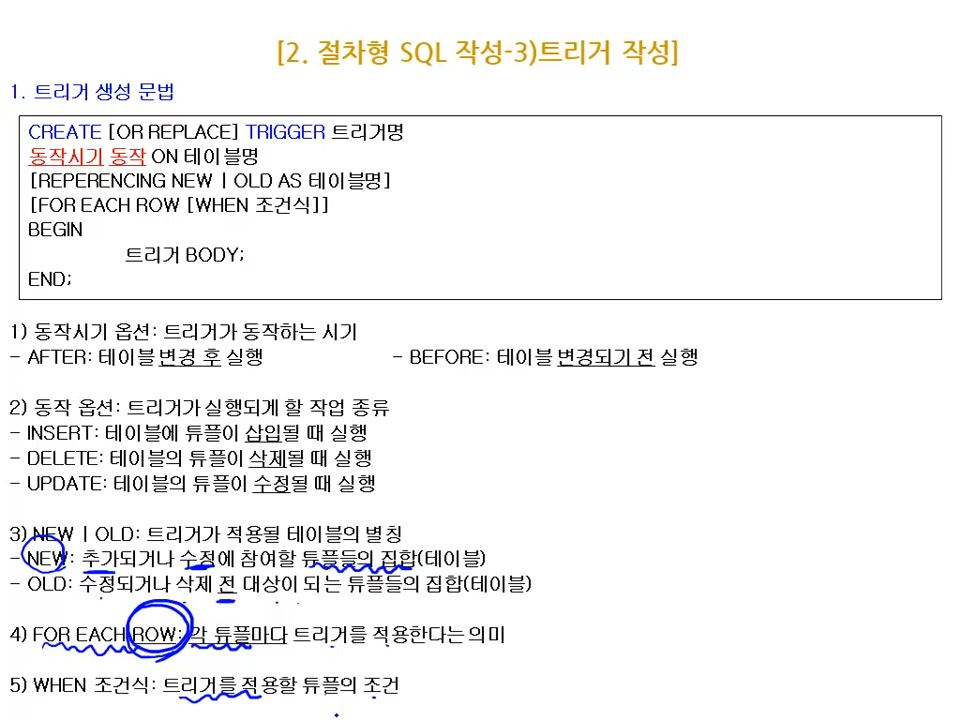 [2. 절차형 SQL 작성-3)트리거 작성]
1. 트리거 생성 문법
CREATE [OR REPLACE] TRIGGER 트리거명
동작시기 동작 ON 테이블명
[REPERENCING NEW | OLD AS 테이블명]
[FOR EACH ROW [WHEN 조건식]]
BEGIN
트리거 BODY;
END;
1) 동작시기 옵션: 트리거가 동작하는 시기
- AFTER: 테이블 변경 후 실행 - BEFORE: 테이블 변경되기 전 실행
2) 동작 옵션: 트리거가 실행되게 할 작업 종류
- INSERT: 테이블에 튜플이 삽입될 때 실행
- DELETE: 테이블의 튜플이 삭제될 때 실행
- UPDATE: 테이블의 튜플이 수정될 때 실행
3) NEW | OLD: 트리거가 적용될 테이블의 별칭
- NEW: 추가되거나 수정에 참여할 튜플들의 집합(테이블)
- OLD: 수정되거나 삭제 전 대상이 되는 튜플들의 집합(테이블)
4) FOR EACH ROW: 각 튜플마다 트리거를 적용한다는 의미
5) WHEN 조건식: 트리거를 적용할 튜플의 조건